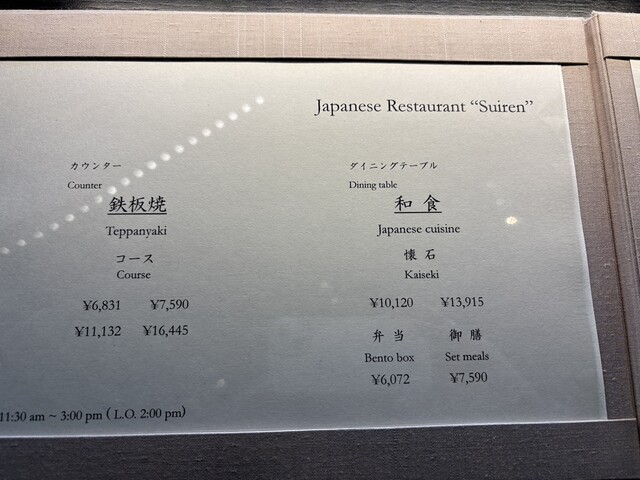 Japanese Restaurant “Suiren”
カウンター
Counter
鉄板焼
Teppanyaki
コース
Course
¥6,831 ¥7,590
¥11,132 ¥16,445
ダイニングテーブル
Dining table
和 食
Japanese cuisine
懐 石
Kaiseki
¥10,120 ¥13,915
弁 当 御 膳
Bento box Set meals
¥6,072 ¥7,590
11:30 am ~ 3:00 pm ( L.O. 2:00 pm)